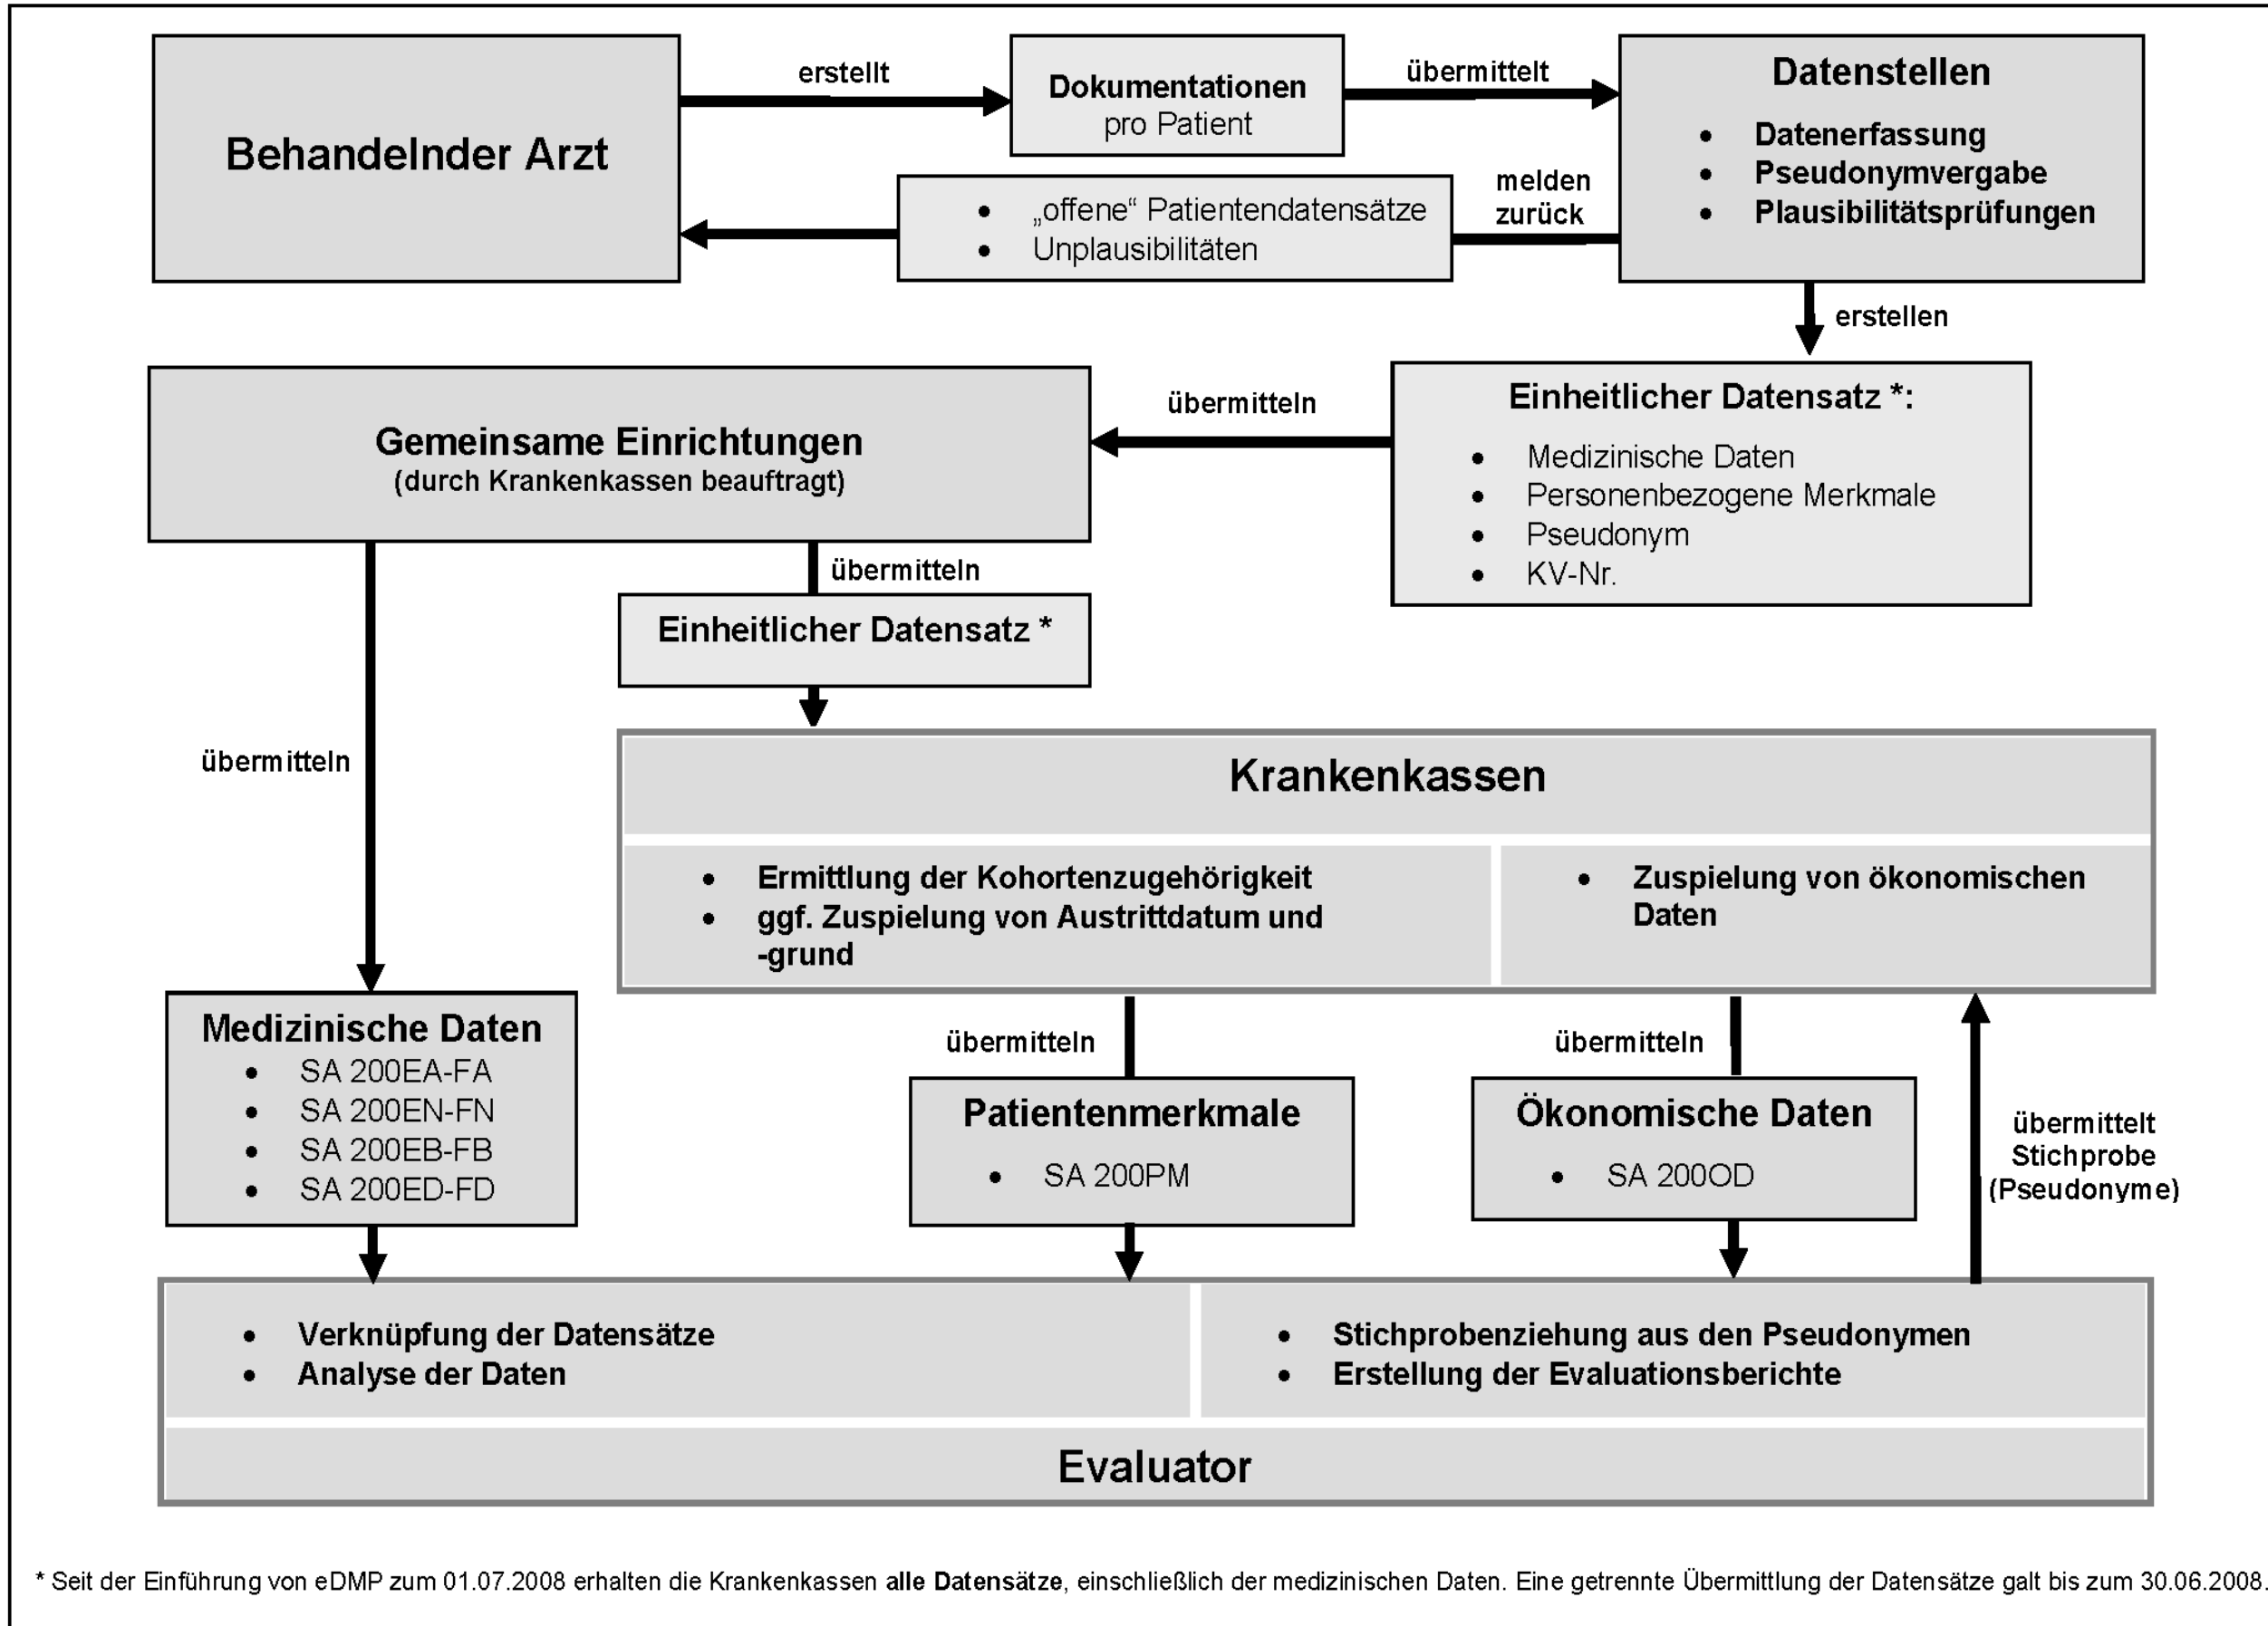 Behandelnder Arzt
erstellt
Dokumentationen
pro Patient
übermittelt
Datenstellen
• Datenerfassung
• Pseudonymvergabe
• Plausibilitätsprüfungen
melden
zurück
• „offene“ Patientendatensätze
• Unplausibilitäten
erstellen
Einheitlicher Datensatz *:
• Medizinische Daten
• Personenbezogene Merkmale
• Pseudonym
• KV-Nr.
übermitteln
Gemeinsame Einrichtungen
(durch Krankenkassen beauftragt)
übermitteln
Einheitlicher Datensatz *
übermitteln
Krankenkassen
• Ermittlung der Kohortenzugehörigkeit
• ggf. Zuspielung von Austrittdatum und
-grund
• Zuspielung von ökonomischen
Daten
Medizinische Daten
• SA 200EA-FA
• SA 200EN-FN
• SA 200EB-FB
• SA 200ED-FD
übermitteln
Patientenmerkmale
• SA 200PM
übermitteln
Ökonomische Daten
• SA 200OD
übermittelt
Stichprobe
(Pseudonyme)
• Verknüpfung der Datensätze
• Analyse der Daten
• Stichprobenziehung aus den Pseudonymen
• Erstellung der Evaluationsberichte
Evaluator
* Seit der Einführung von eDMP zum 01.07.2008 erhalten die Krankenkassen alle Datensätze, einschließlich der medizinischen Daten. Eine getrennte Übermittlung der Datensätze galt bis zum 30.06.2008.